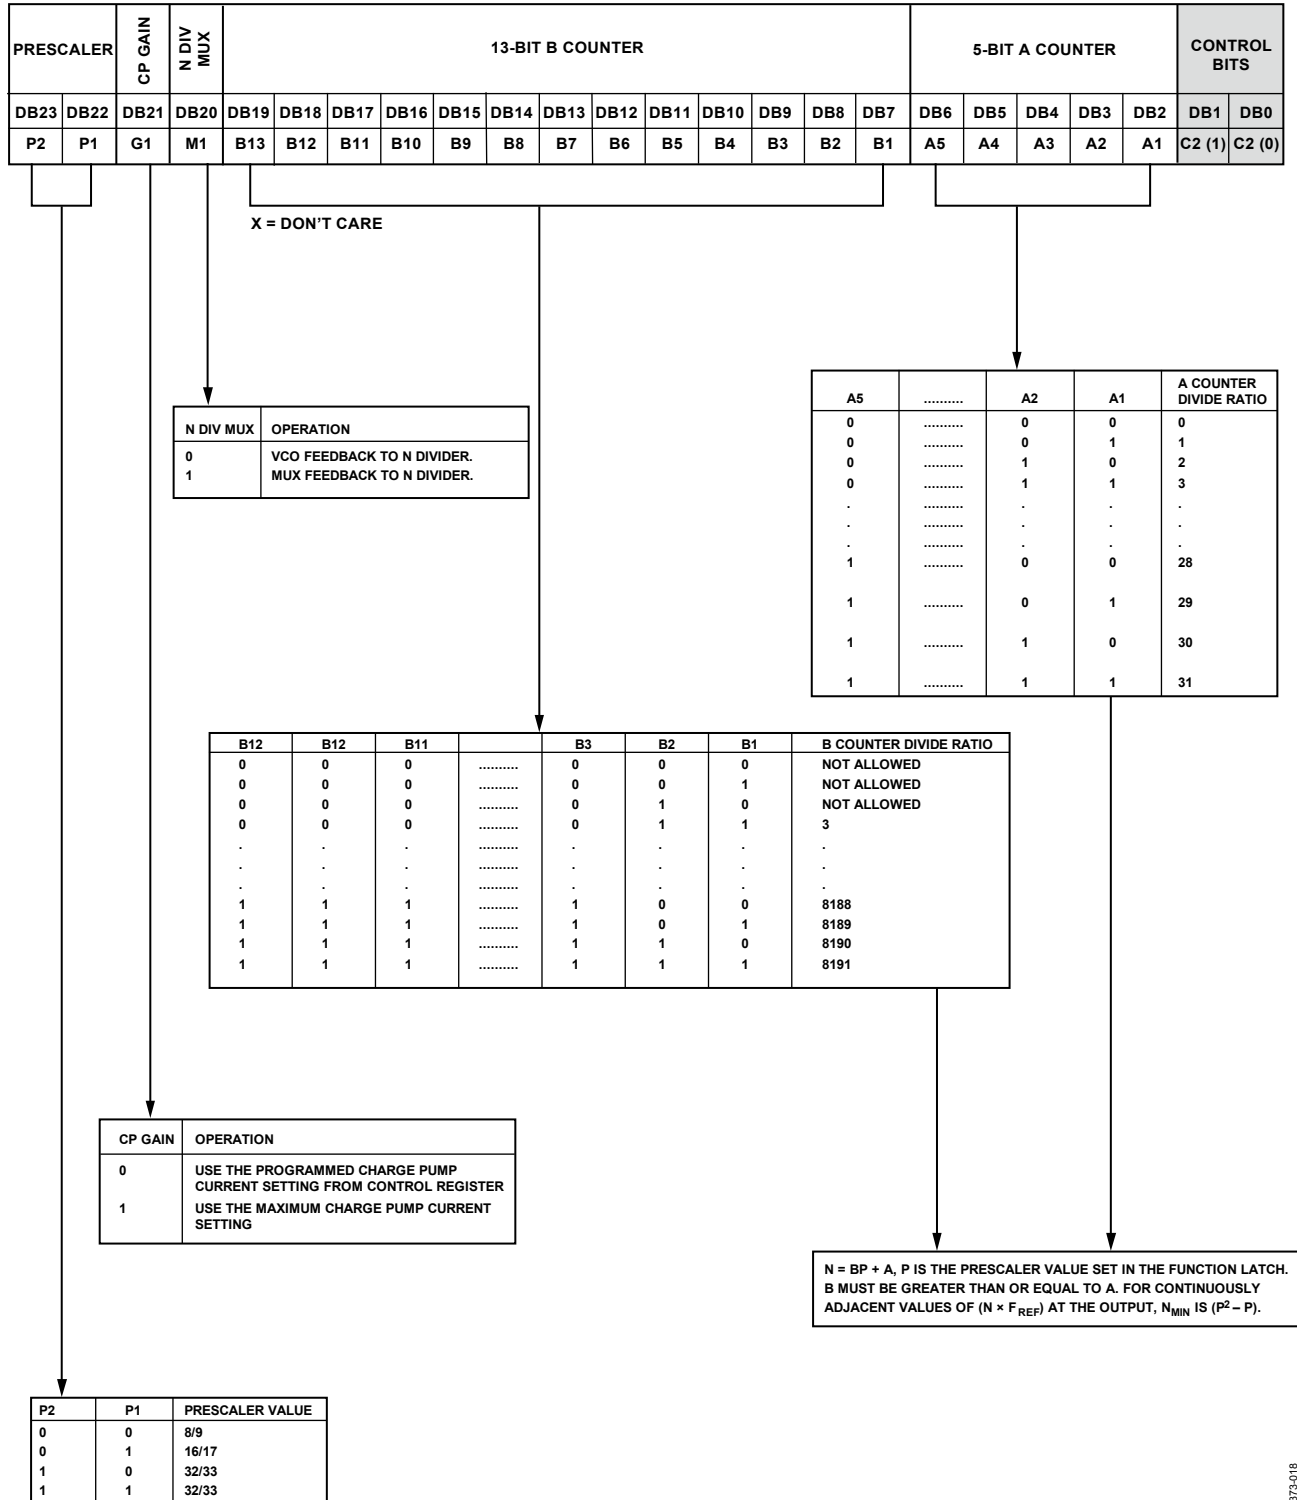 PRESCALER
CP GAIN
N DIV
MUX
13-BIT B COUNTER
5-BIT A COUNTER
CONTROL
BITS
DB23 DB22 DB21 DB20 DB19 DB18 DB17 DB16 DB15 DB14 DB13 DB12 DB11 DB10 DB9 DB8 DB7 DB6 DB5 DB4 DB3 DB2 DB1 DB0
P2 P1 G1 M1 B13 B12 B11 B10 B9 B8 B7 B6 B5 B4 B3 B2 B1 A5 A4 A3 A2 A1 C2 (1) C2 (0)
X = DON'T CARE
N DIV MUX OPERATION
0 VCO FEEDBACK TO N DIVIDER.
1 MUX FEEDBACK TO N DIVIDER.
A COUNTER
A5 .......... A2 A1 DIVIDE RATIO
0 .......... 0 0 0
0 .......... 0 1 1
0 .......... 1 0 2
0 .......... 1 1 3
. .......... . . .
. .......... . . .
. .......... . . .
1 .......... 0 0 28
1 .......... 0 1 29
1 .......... 1 0 30
1 .......... 1 1 31
B12 B12 B11 B3 B2 B1 B COUNTER DIVIDE RATIO
0 0 0 .......... 0 0 0 NOT ALLOWED
0 0 0 .......... 0 0 1 NOT ALLOWED
0 0 0 .......... 0 1 0 NOT ALLOWED
0 0 0 .......... 0 1 1 3
. . . .......... . . . .
. . . .......... . . . .
. . . .......... . . . .
1 1 1 .......... 1 0 0 8188
1 1 1 .......... 1 0 1 8189
1 1 1 .......... 1 1 0 8190
1 1 1 .......... 1 1 1 8191
CP GAIN OPERATION
0 USE THE PROGRAMMED CHARGE PUMP
CURRENT SETTING FROM CONTROL REGISTER
1 USE THE MAXIMUM CHARGE PUMP CURRENT
SETTING
N = BP + A, P IS THE PRESCALER VALUE SET IN THE FUNCTION LATCH.
B MUST BE GREATER THAN OR EQUAL TO A. FOR CONTINUOUSLY
ADJACENT VALUES OF (N × F REF) AT THE OUTPUT, NMIN IS (P² – P).
P2 P1 PRESCALER VALUE
0 0 8/9
0 1 16/17
1 0 32/33
1 1 32/33